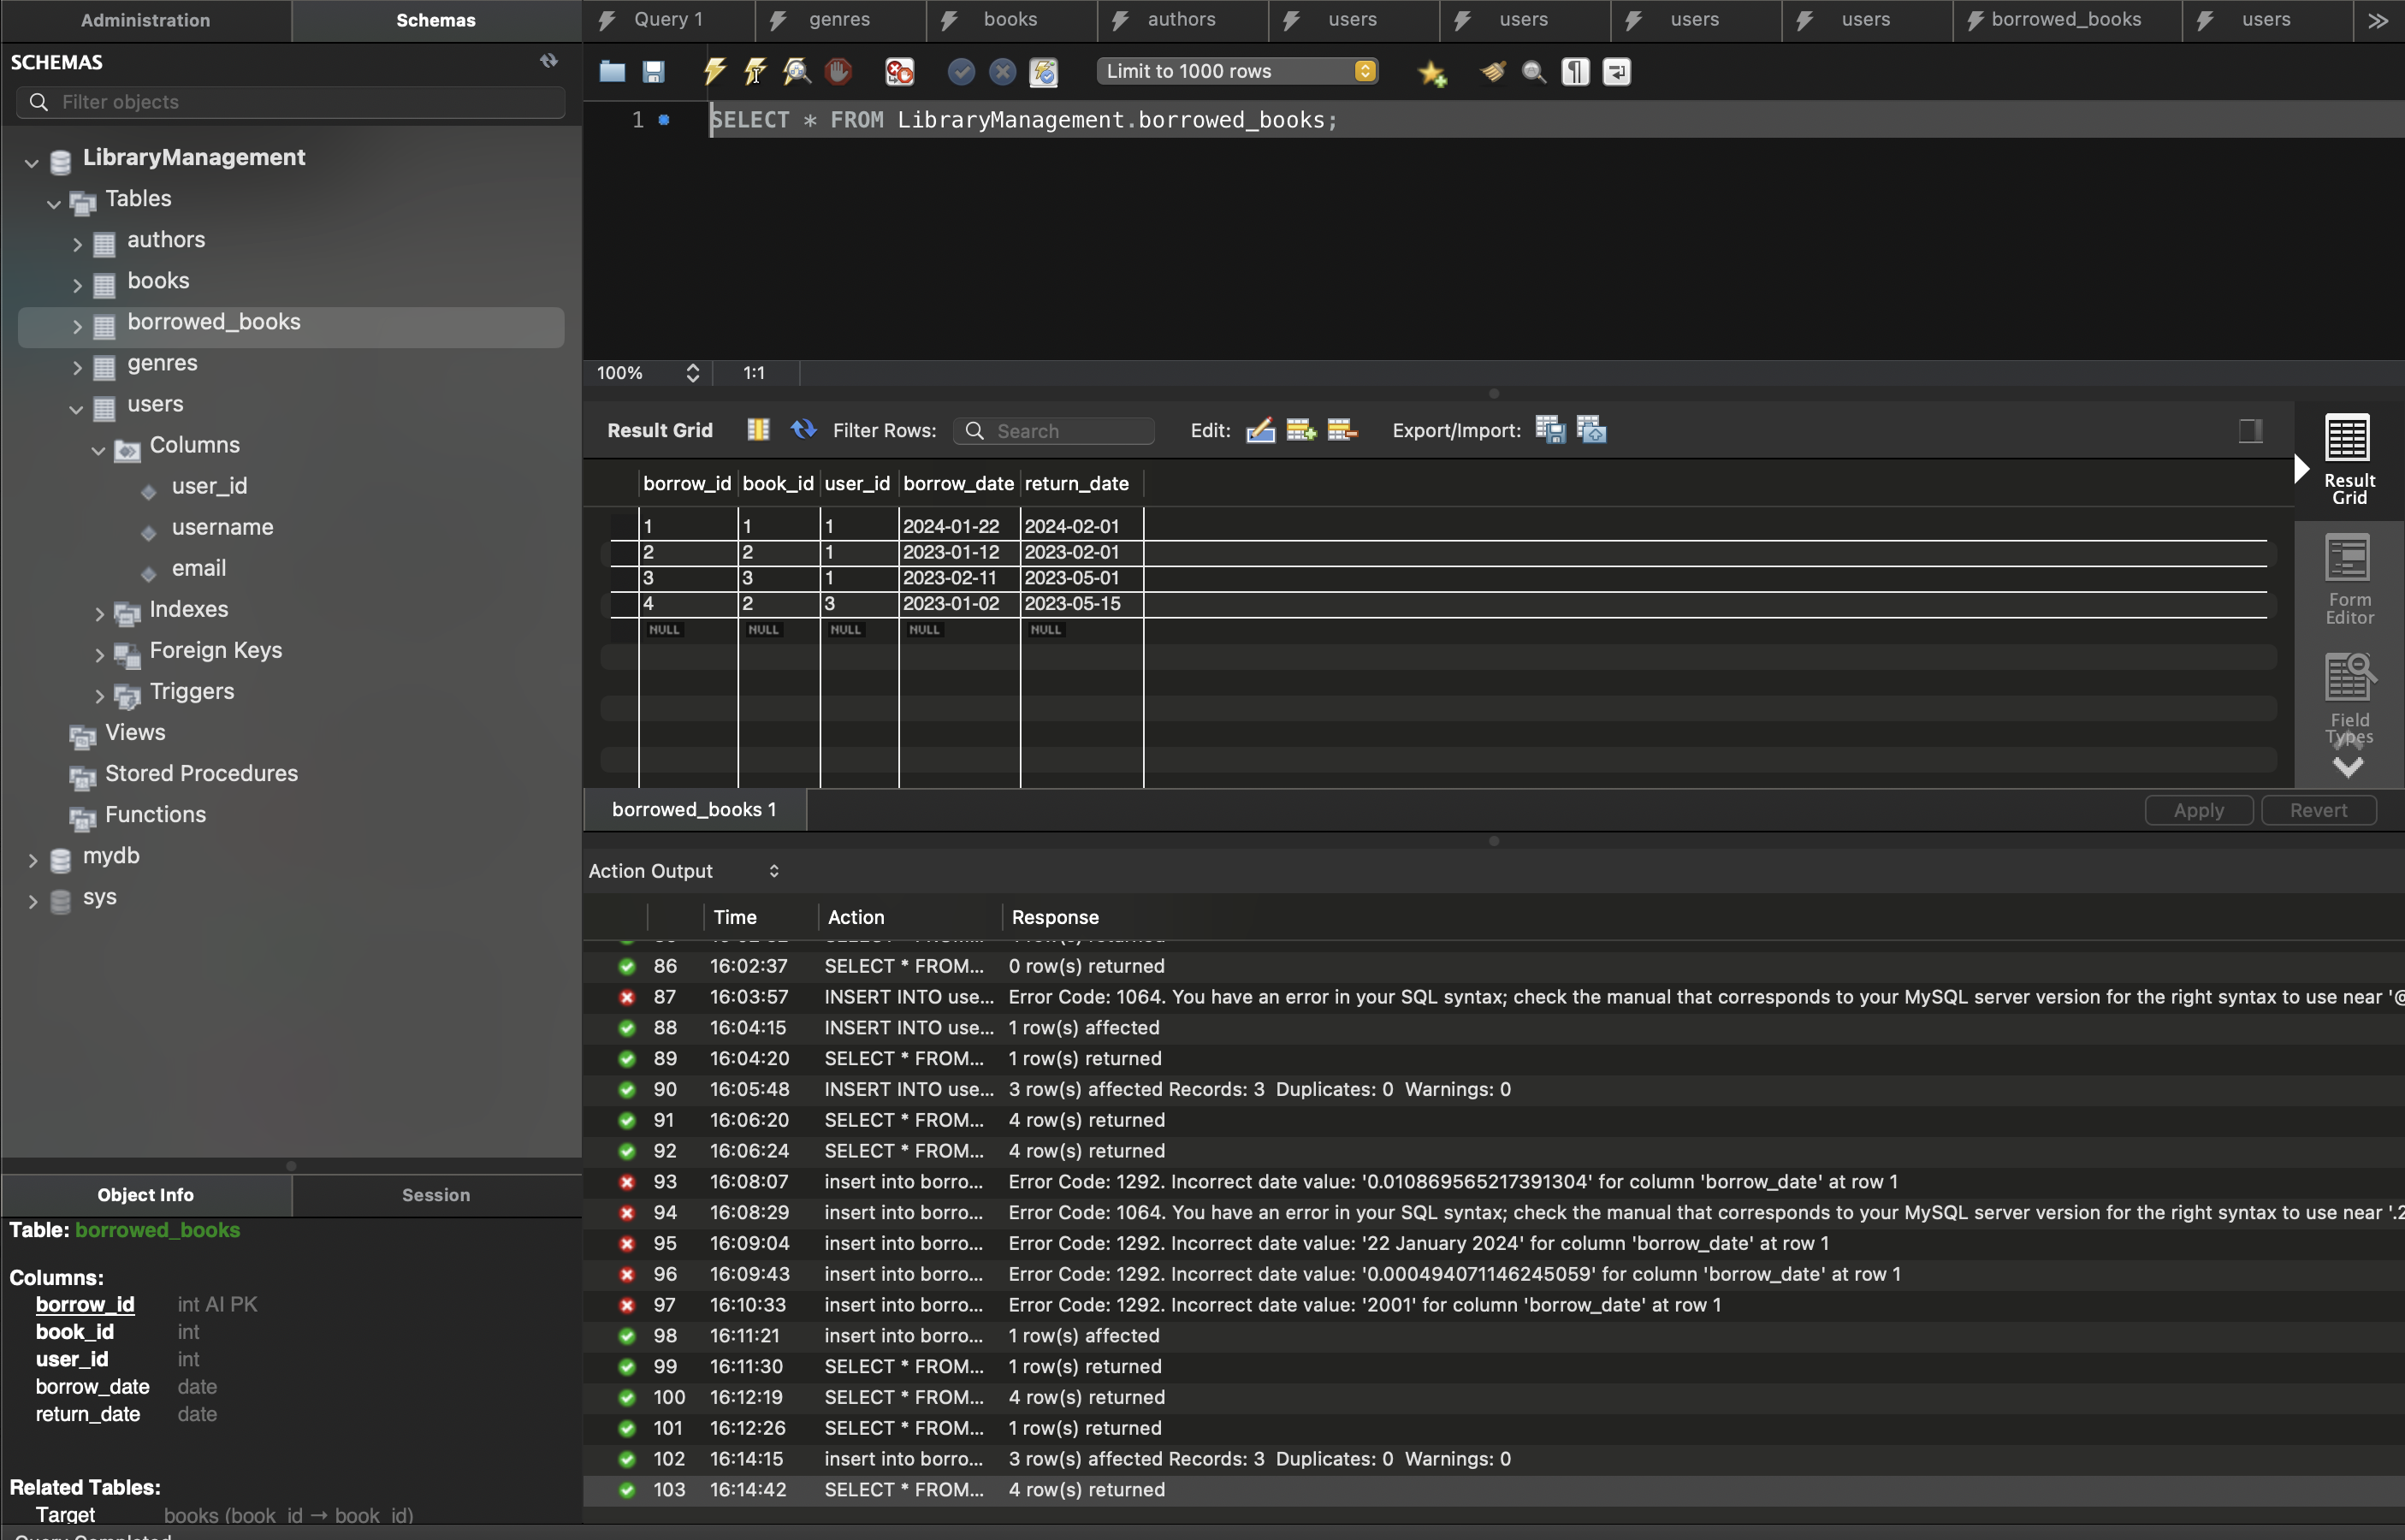 Administration
Schemas
SCHEMAS
Filter objects
LibraryManagement
Tables
authors
books
borrowed_books
genres
users
Columns
user_id
username
email
Indexes
Foreign Keys
Triggers
Views
Stored Procedures
Functions
mydb
sys
Object Info
Session
Table: borrowed_books
Columns:
borrow_id int AI PK
book_id int
user_id int
borrow_date date
return_date date
Related Tables:
Target books (book_id → book_id)
Query Completed
Query 1 genres books authors users users users users borrowed_books users
Limit to 1000 rows
1 SELECT * FROM LibraryManagement.borrowed_books;
100% 1:1
Result Grid Filter Rows: Search Edit: Export/Import:
borrow_id book_id user_id borrow_date return_date
1 1 1 2024-01-22 2024-02-01
2 2 1 2023-01-12 2023-02-01
3 3 1 2023-02-11 2023-05-01
4 2 3 2023-01-02 2023-05-15
NULL NULL NULL NULL NULL
Result
Grid
Form
Editor
Field
Types
borrowed_books 1
Apply Revert
Action Output
Time Action Response
86 16:02:37 SELECT * FROM... 0 row(s) returned
87 16:03:57 INSERT INTO use... Error Code: 1064. You have an error in your SQL syntax; check the manual that corresponds to your MySQL server version for the right syntax to use near '@
88 16:04:15 INSERT INTO use... 1 row(s) affected
89 16:04:20 SELECT * FROM... 1 row(s) returned
90 16:05:48 INSERT INTO use... 3 row(s) affected Records: 3 Duplicates: 0 Warnings: 0
91 16:06:20 SELECT * FROM... 4 row(s) returned
92 16:06:24 SELECT * FROM... 4 row(s) returned
93 16:08:07 insert into borro... Error Code: 1292. Incorrect date value: '0.010869565217391304' for column 'borrow_date' at row 1
94 16:08:29 insert into borro... Error Code: 1064. You have an error in your SQL syntax; check the manual that corresponds to your MySQL server version for the right syntax to use near '.2
95 16:09:04 insert into borro... Error Code: 1292. Incorrect date value: '22 January 2024' for column 'borrow_date' at row 1
96 16:09:43 insert into borro... Error Code: 1292. Incorrect date value: '0.000494071146245059' for column 'borrow_date' at row 1
97 16:10:33 insert into borro... Error Code: 1292. Incorrect date value: '2001' for column 'borrow_date' at row 1
98 16:11:21 insert into borro... 1 row(s) affected
99 16:11:30 SELECT * FROM... 1 row(s) returned
100 16:12:19 SELECT * FROM... 4 row(s) returned
101 16:12:26 SELECT * FROM... 1 row(s) returned
102 16:14:15 insert into borro... 3 row(s) affected Records: 3 Duplicates: 0 Warnings: 0
103 16:14:42 SELECT * FROM... 4 row(s) returned